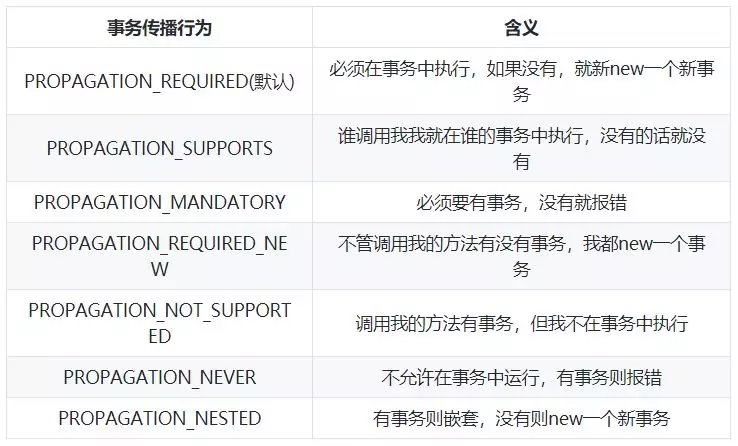 事务传播行为
含义
PROPAGATION_REQUIRED(默认)
必须在事务中执行，如果没有，就新new一个新事
务
PROPAGATION_SUPPORTS
谁调用我我就在谁的事务中执行，没有的话就没
有
PROPAGATION_MANDATORY
必须要有事务，没有就报错
PROPAGATION_REQUIRED_NE
W
不管调用我的方法有没有事务，我都new一个事
务
PROPAGATION_NOT_SUPPORT
ED
调用我的方法有事务，但我不在事务中执行
PROPAGATION_NEVER
不允许在事务中运行，有事务则报错
PROPAGATION_NESTED
有事务则嵌套，没有则new一个新事务